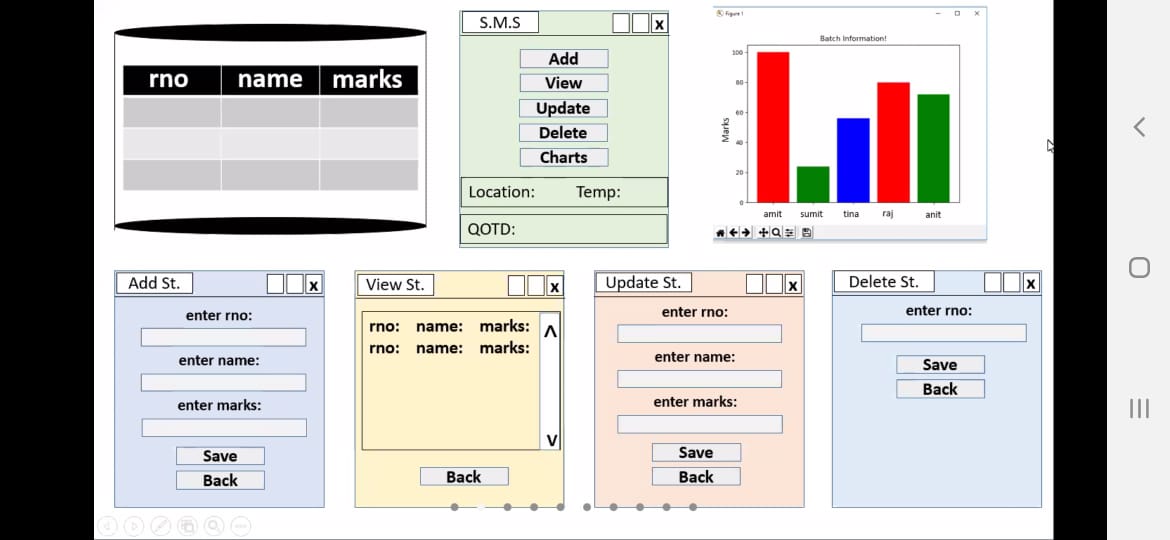 rno name marks
S.M.S x
Add
View
Update
Delete
Charts
Location: Temp:
QOTD:
Figure 1
Batch Information!
Marks
100
80
60
40
20
0
amit sumit tina raj anit
Add St. x
enter rno:
enter name:
enter marks:
Save
Back
View St. x
rno: name: marks:
rno: name: marks:
Back
Update St. x
enter rno:
enter name:
enter marks:
Save
Back
Delete St. x
enter rno:
Save
Back